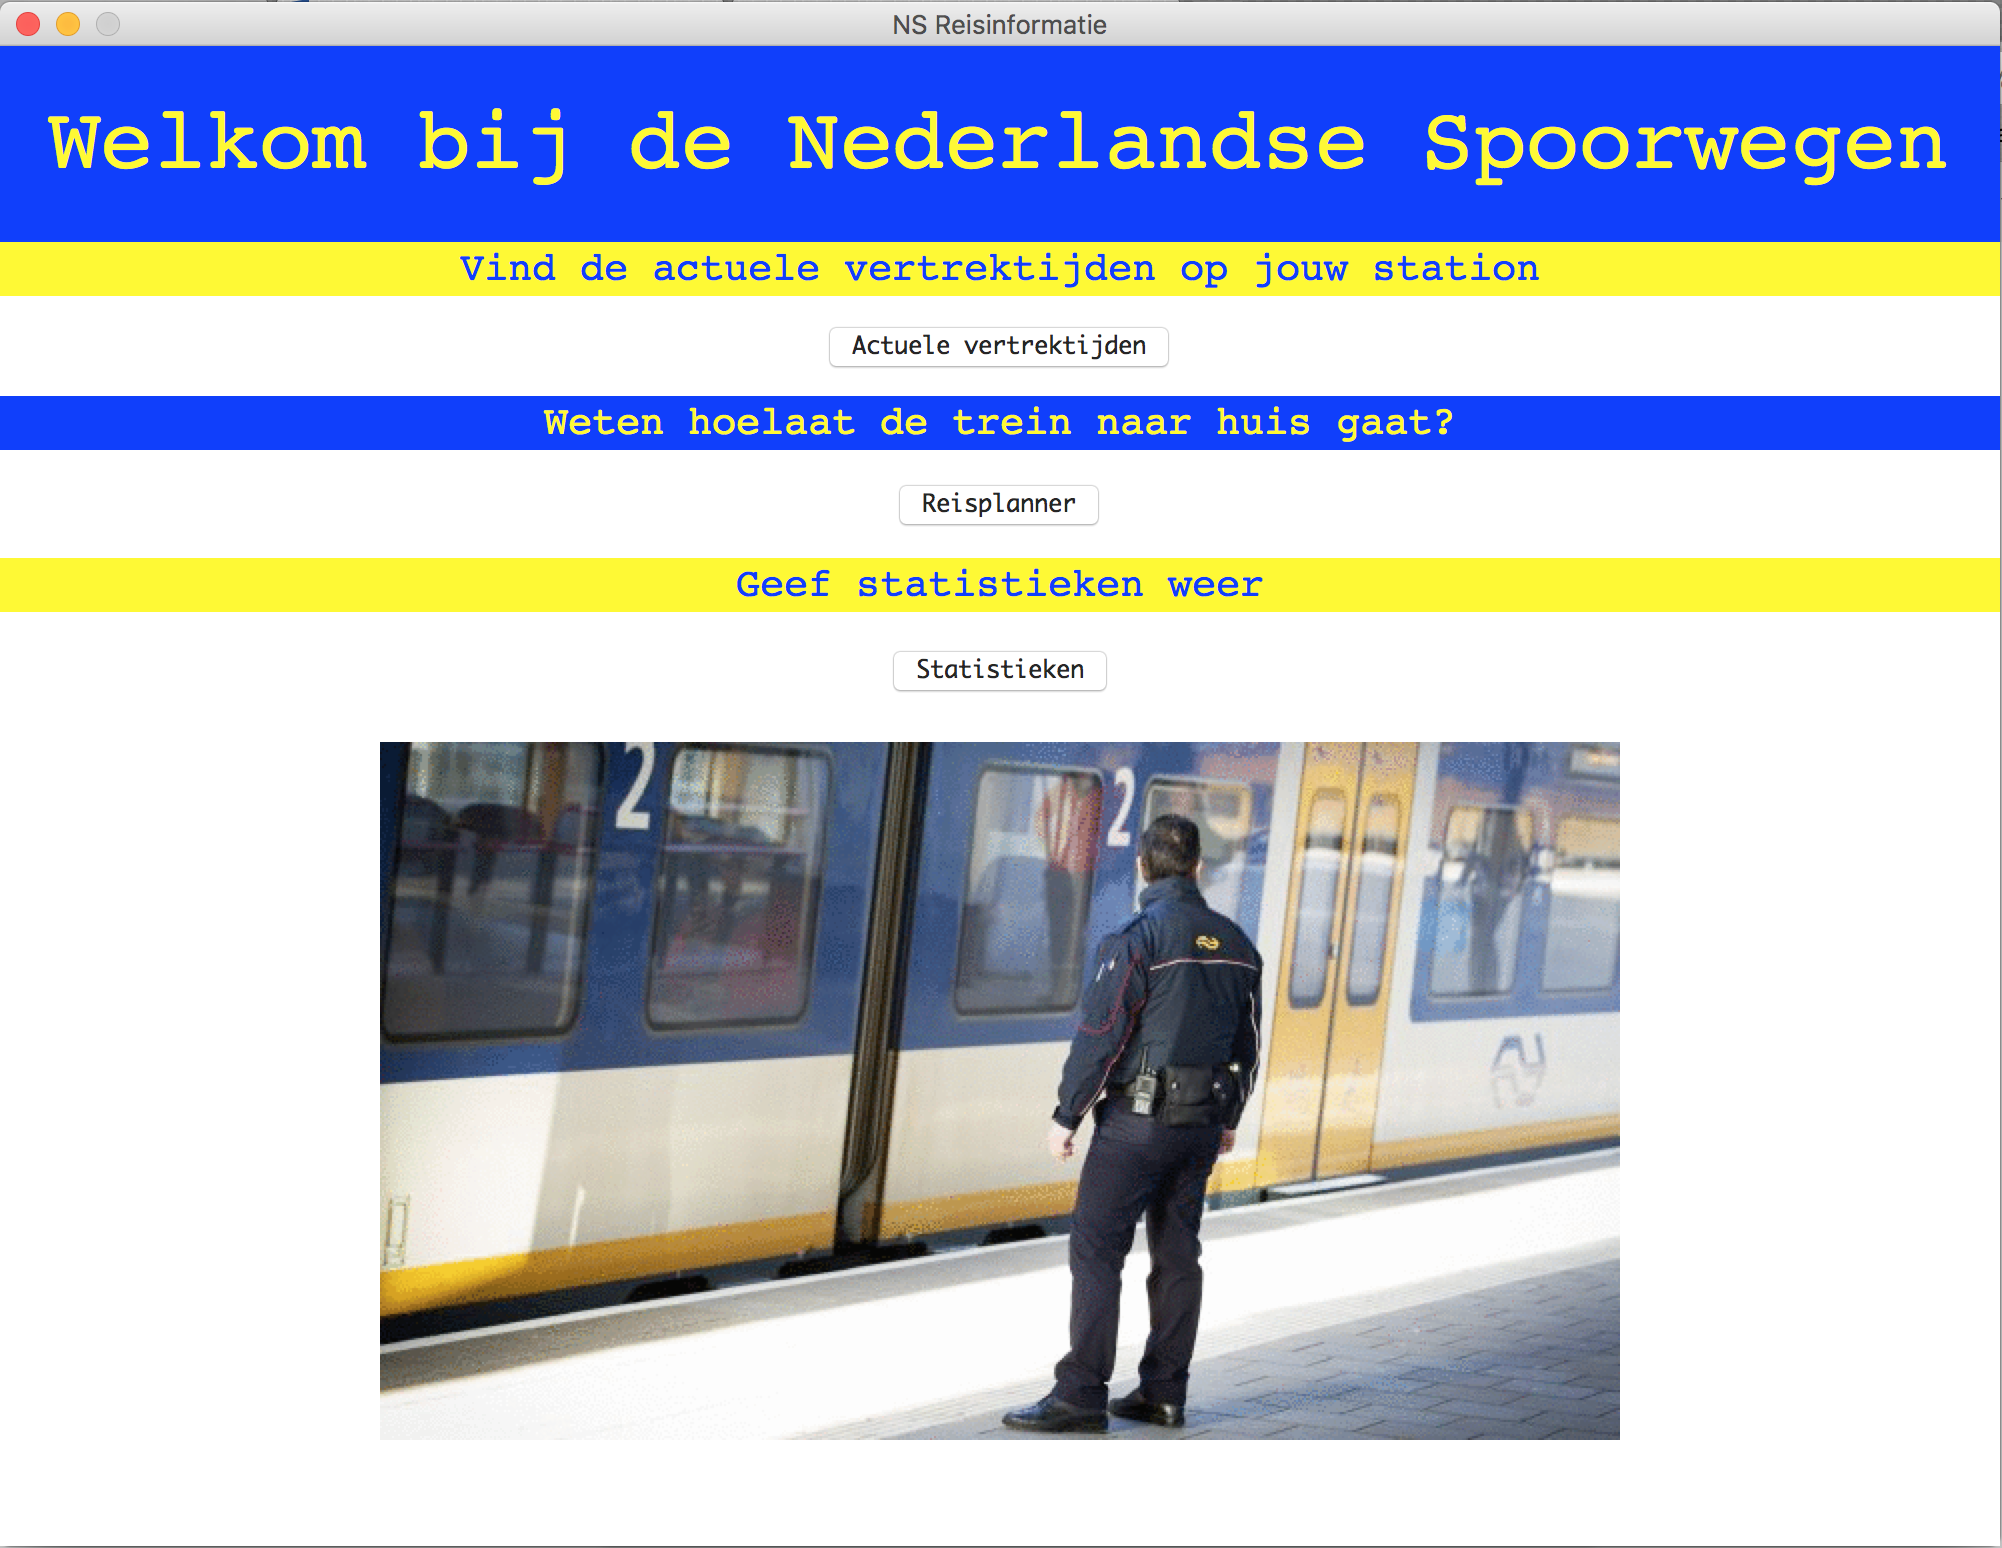 NS Reisinformatie
Welkom bij de Nederlandse Spoorwegen
Vind de actuele vertrektijden op jouw station
Actuele vertrektijden
Weten hoelaat de trein naar huis gaat?
Reisplanner
Geef statistieken weer
Statistieken
2
2